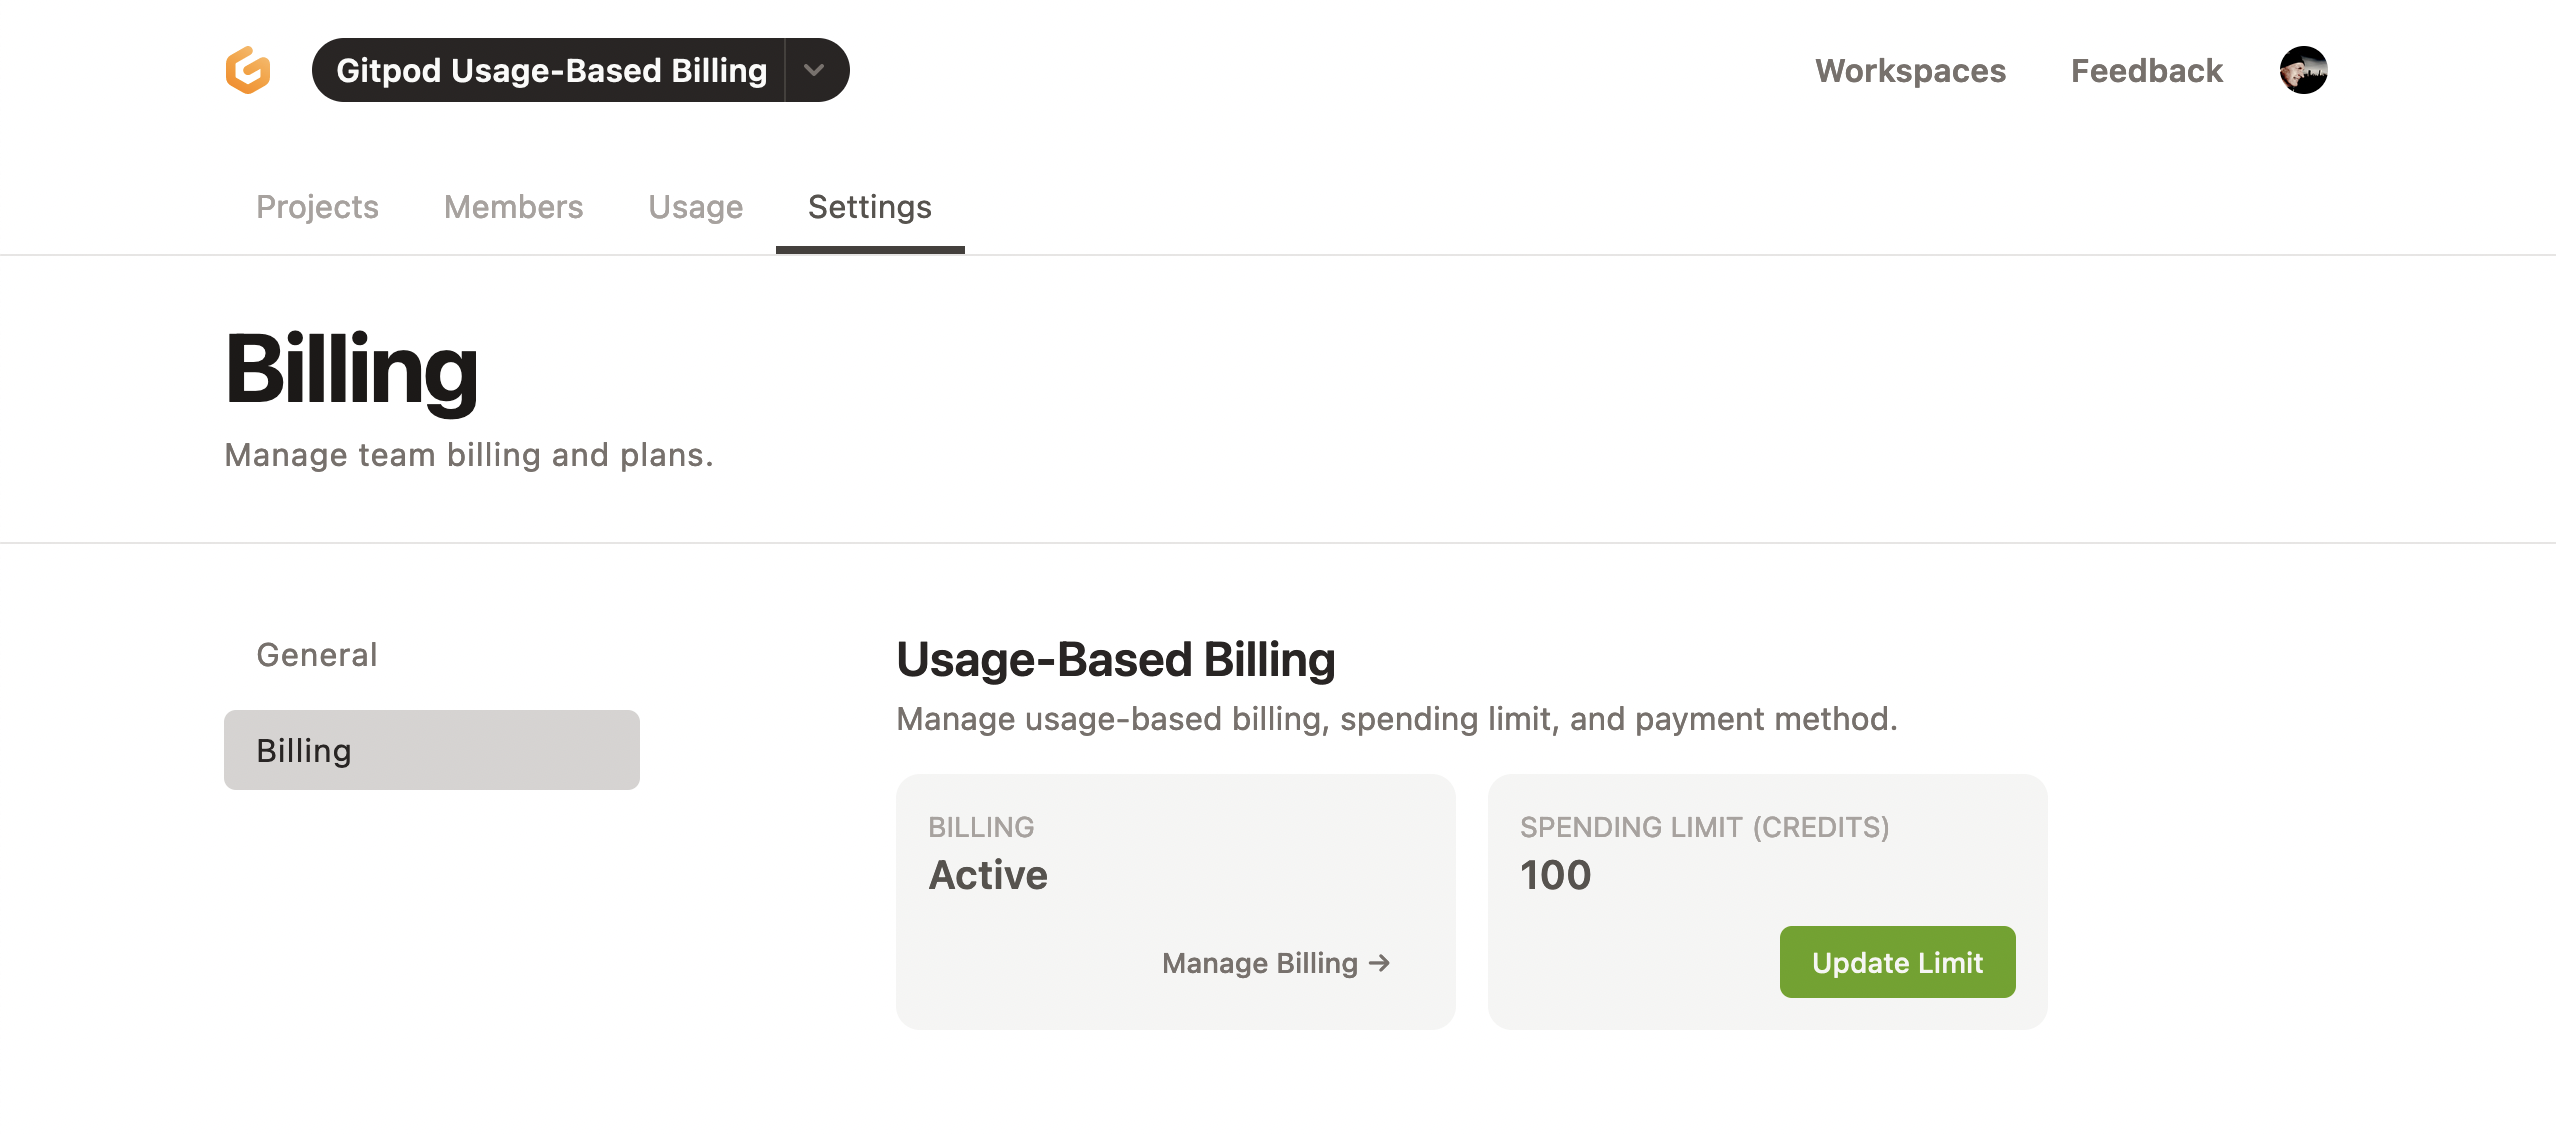 Gitpod Usage-Based Billing
Workspaces
Feedback
Projects
Members
Usage
Settings
Billing
Manage team billing and plans.
General
Billing
Usage-Based Billing
Manage usage-based billing, spending limit, and payment method.
BILLING
Active
Manage Billing →
SPENDING LIMIT (CREDITS)
100
Update Limit